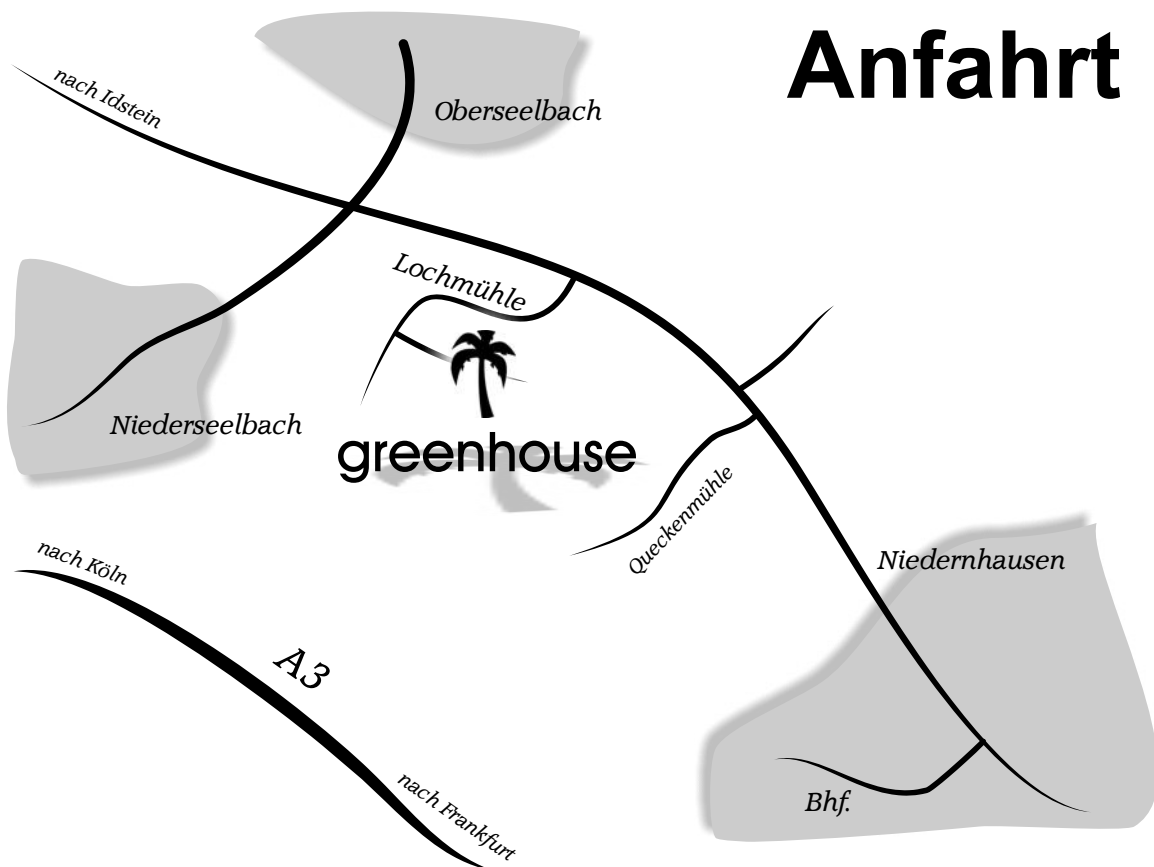 Anfahrt
nach Idstein
Oberseelbach
Lochmühle
Niederseelbach
greenhouse
Queckenmühle
Niedernhausen
nach Köln
A3
nach Frankfurt
Bhf.